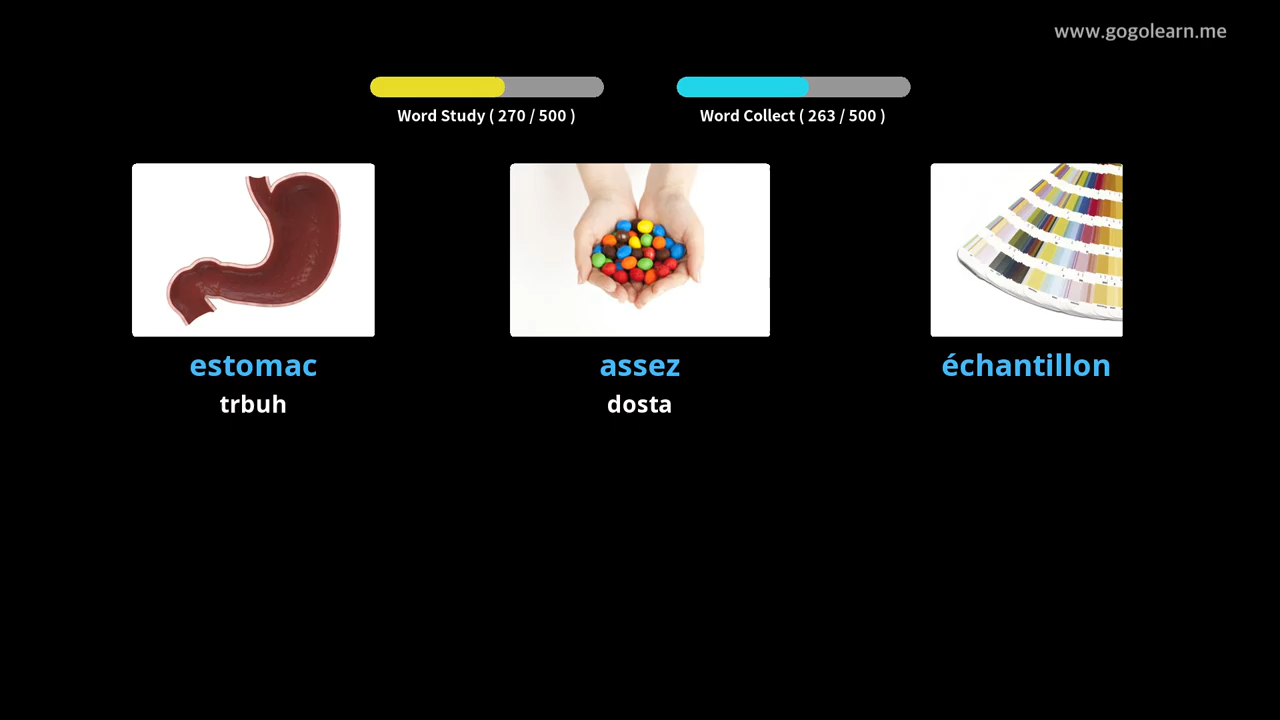 www.gogolearn.me
Word Study ( 270 / 500 )
Word Collect ( 263 / 500 )
estomac
assez
échantillon
trbuh
dosta